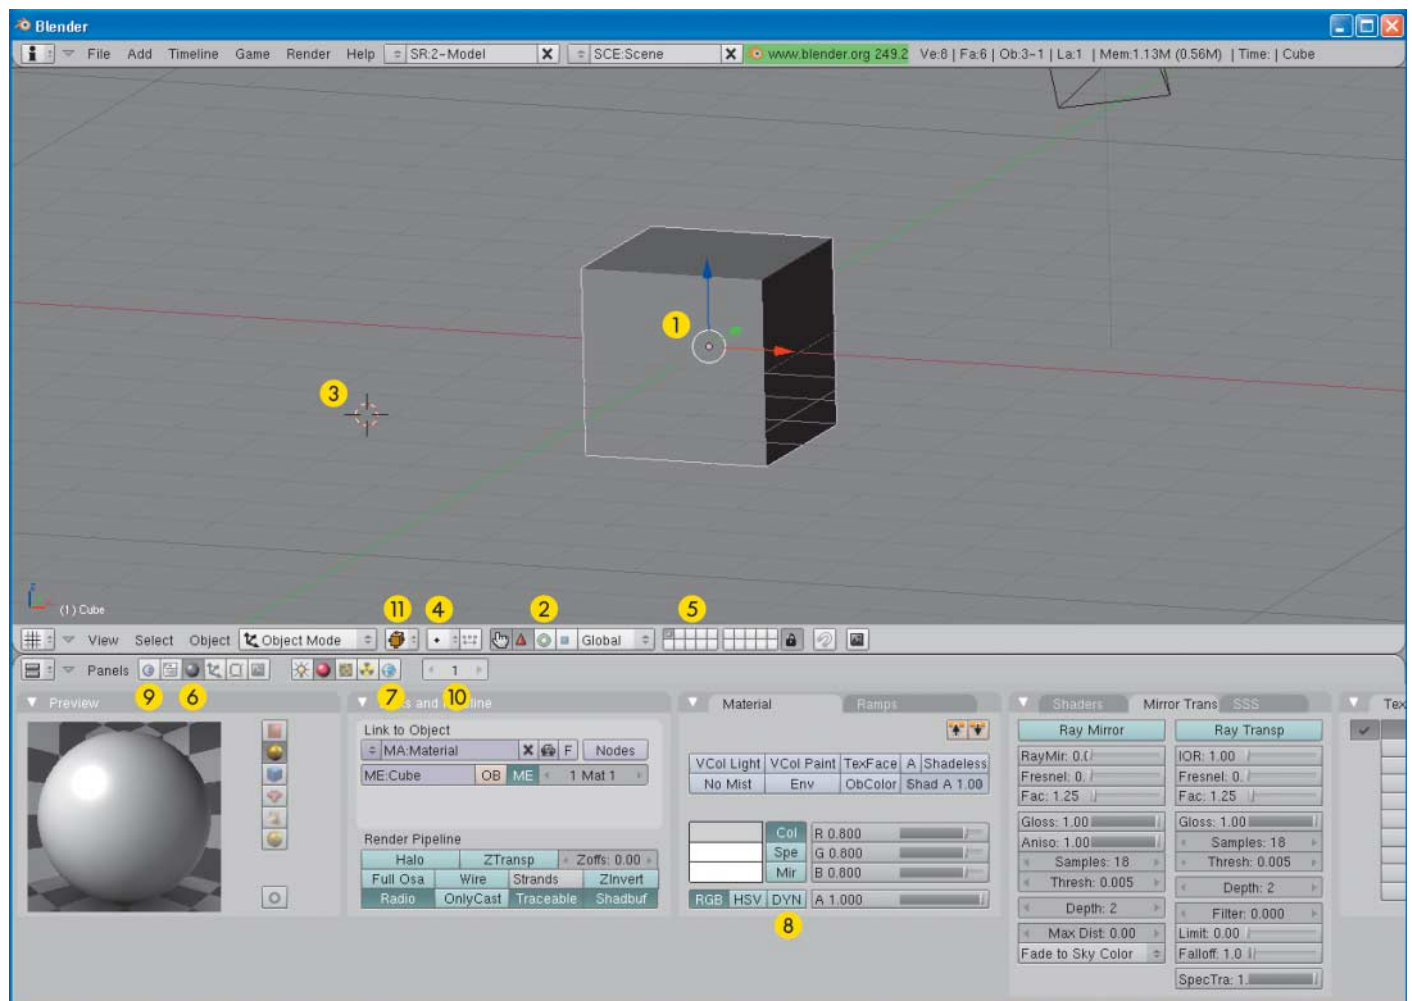 Blender
File Add Timeline Game Render Help SR:2-Model X SCE:Scene X www.blender.org 249.2 Ve:8 | Fa:6 | Ob:3-1 | La:1 | Mem:1.13M (0.56M) | Time: | Cube
1
3
(1) Cube
11 4 2 5
View Select Object Object Mode Global
Panels 1
9 6 7 10
Preview
and line
Link to Object
MA:Material X F Nodes
ME:Cube OB ME 1 Mat 1
Render Pipeline
Halo ZTransp Zoffs: 0.00
Full Osa Wire Strands ZInvert
Radio OnlyCast Traceable Shadbuf
Material Ramps
VCol Light VCol Paint TexFace A Shadeless
No Mist Env ObColor Shad A 1.00
Col R 0.800
Spe G 0.800
Mir B 0.800
RGB HSV DYN A 1.000
8
Shaders Mirror Trans SSS
Ray Mirror
RayMir: 0.(
Fresnel: 0.
Fac: 1.25
Gloss: 1.00
Aniso: 1.00
Samples: 18
Thresh: 0.005
Depth: 2
Max Dist: 0.00
Fade to Sky Color
Ray Transp
IOR: 1.00
Fresnel: 0.
Fac: 1.25
Gloss: 1.00
Samples: 18
Thresh: 0.005
Depth: 2
Filter: 0.000
Limit: 0.00
Falloff: 1.0
SpecTra: 1.
Tex